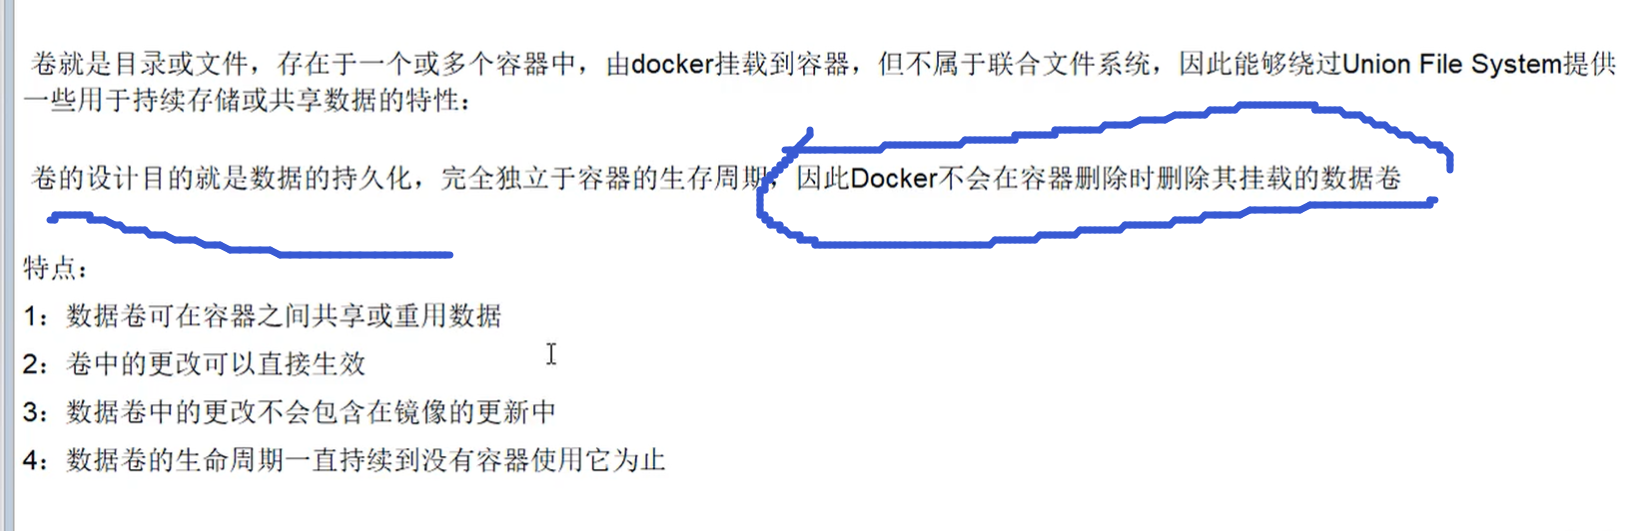 卷就是目录或文件，存在于一个或多个容器中，由docker挂载到容器，但不属于联合文件系统，因此能够绕过Union File System提供
一些用于持续存储或共享数据的特性：
卷的设计目的就是数据的持久化，完全独立于容器的生存周期，因此Docker不会在容器删除时删除其挂载的数据卷
特点：
1：数据卷可在容器之间共享或重用数据
2：卷中的更改可以直接生效
3：数据卷中的更改不会包含在镜像的更新中
4：数据卷的生命周期一直持续到没有容器使用它为止